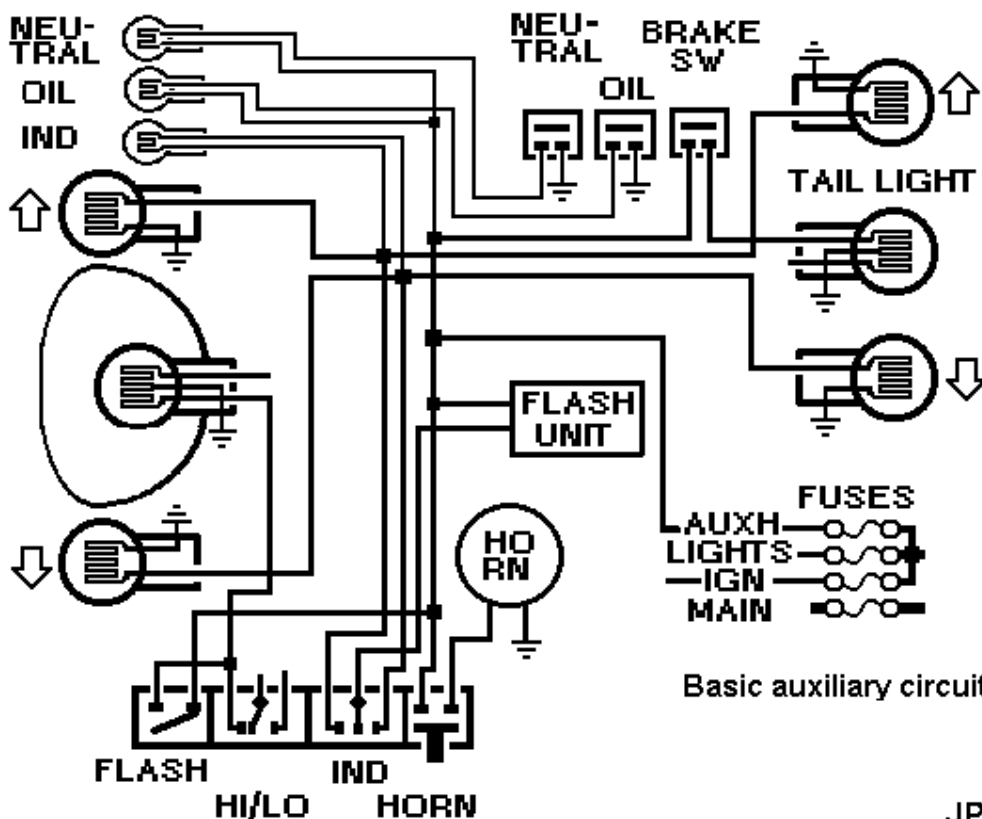 NEU-
TRAL
OIL
IND
NEU-
TRAL
OIL
BRAKE
SW
TAIL LIGHT
FLASH
UNIT
HO
RN
FUSES
AUXH
LIGHTS
IGN
MAIN
Basic auxiliary circuit
FLASH
HI/LO
IND
HORN
JP